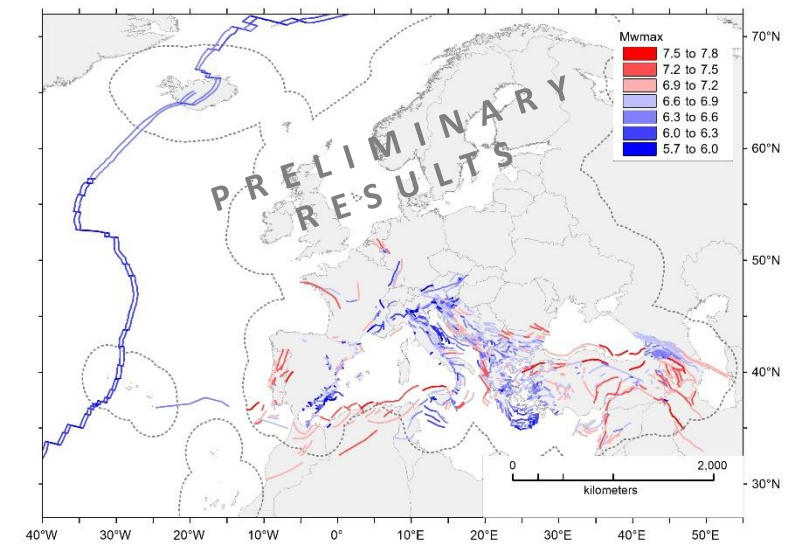 Mwmax
7.5 to 7.8
7.2 to 7.5
6.9 to 7.2
6.6 to 6.9
6.3 to 6.6
6.0 to 6.3
5.7 to 6.0
PRELIMINARY
RESULTS
70°N
60°N
50°N
40°N
30°N
0 2,000
kilometers
40°W 30°W 20°W 10°W 0° 10°E 20°E 30°E 40°E 50°E